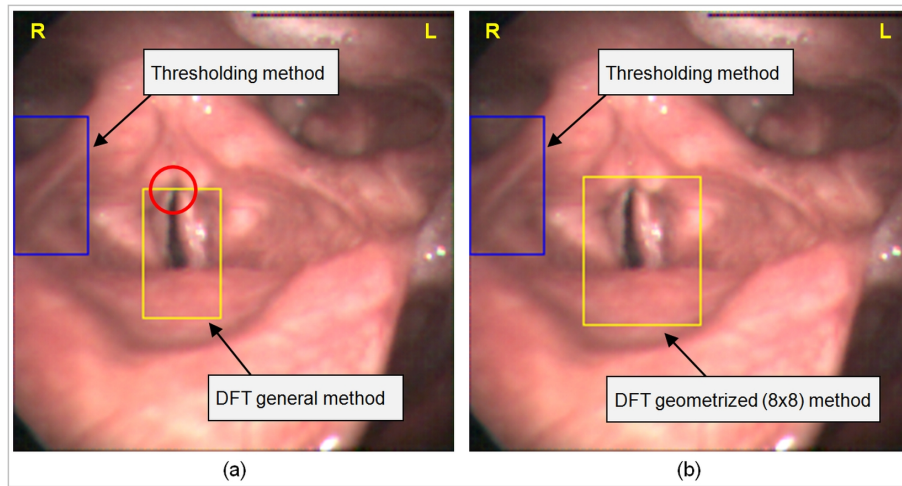 R L
Thresholding method
DFT general method
(a)
R L
Thresholding method
DFT geometrized (8x8) method
(b)